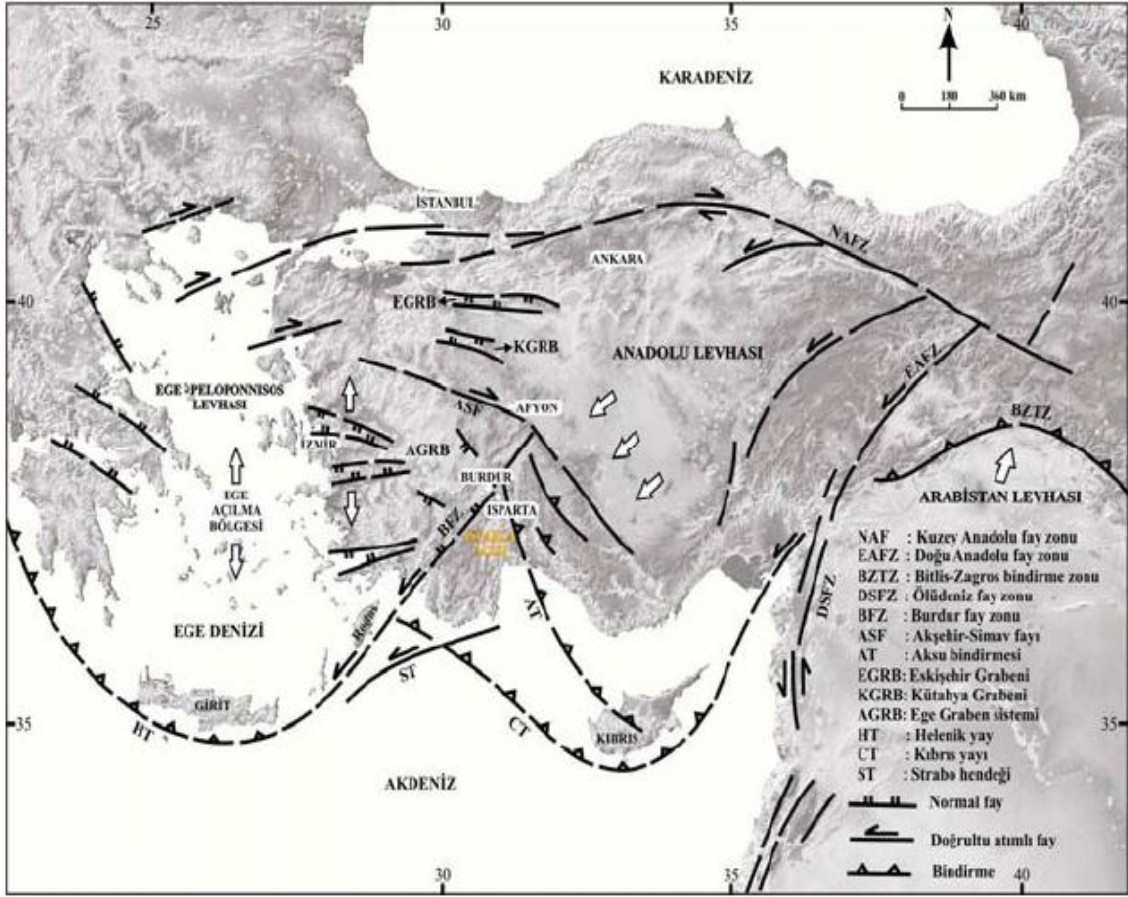 25
30
35
40
N
KARADENİZ
0 180 360 km
İSTANBUL
NAFZ
ANKARA
40
40
EGRB
KGRB
ANADOLU LEVHASI
EAFZ
EGE-PELOPONNISOS
LEVHASI
ASF
AFYON
BZTZ
İZMİR
AGRB
BURDUR
ISPARTA
ARABİSTAN LEVHASI
EGE
AÇILMA
BÖLGESİ
BFZ
NAF : Kuzey Anadolu fay zonu
EAFZ : Doğu Anadolu fay zonu
BZTZ : Bitlis-Zagros bindirme zonu
DSFZ : Ölüdeniz fay zonu
BFZ : Burdur fay zonu
ASF : Akşehir-Simav fayı
AT : Aksu bindirmesi
EGRB: Eskişehir Grabeni
KGRB: Kütahya Grabeni
AGRB: Ege Graben sistemi
HT : Helenik yay
CT : Kıbrıs yayı
ST : Strabo hendeği
Normal fay
Doğrultu atımlı fay
Bindirme
DSFZ
AT
EGE DENİZİ
Rodos
ST
GİRİT
HT
CT
KIBRIS
35
35
AKDENİZ
30
35
40